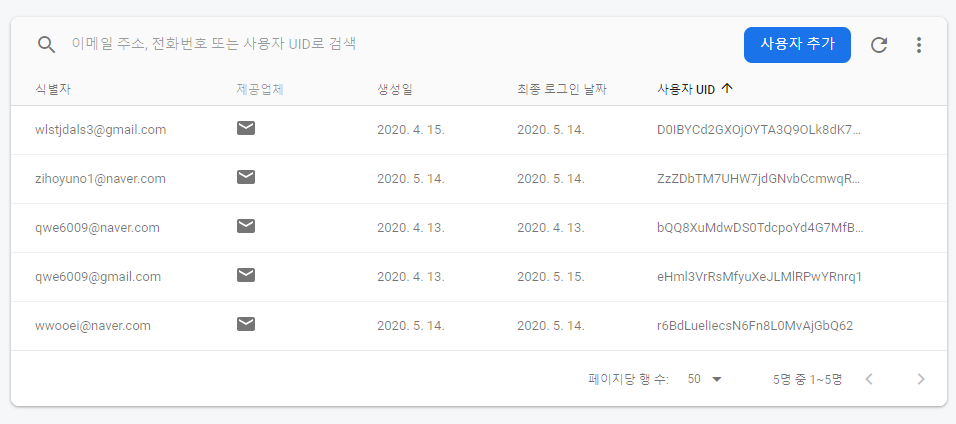 이메일 주소, 전화번호 또는 사용자 UID로 검색 사용자 추가
식별자 제공업체 생성일 최종 로그인 날짜 사용자 UID
wlstjdals3@gmail.com 2020. 4. 15. 2020. 5. 14. D0IBYCd2GXOjOYTA3Q9OLk8dK7...
zihoyuno1@naver.com 2020. 5. 14. 2020. 5. 14. ZzZDbTM7UHW7jdGNvbCcmwqR...
qwe6009@naver.com 2020. 4. 13. 2020. 4. 13. bQQ8XuMdwDS0TdcpoYd4G7MfB...
qwe6009@gmail.com 2020. 4. 13. 2020. 5. 15. eHml3VrRsMfyuXeJLMlRPwYRnrq1
wwooei@naver.com 2020. 5. 14. 2020. 5. 14. r6BdLuelIecsN6Fn8L0MvAjGbQ62
페이지당 행 수: 50 5명 중 1~5명